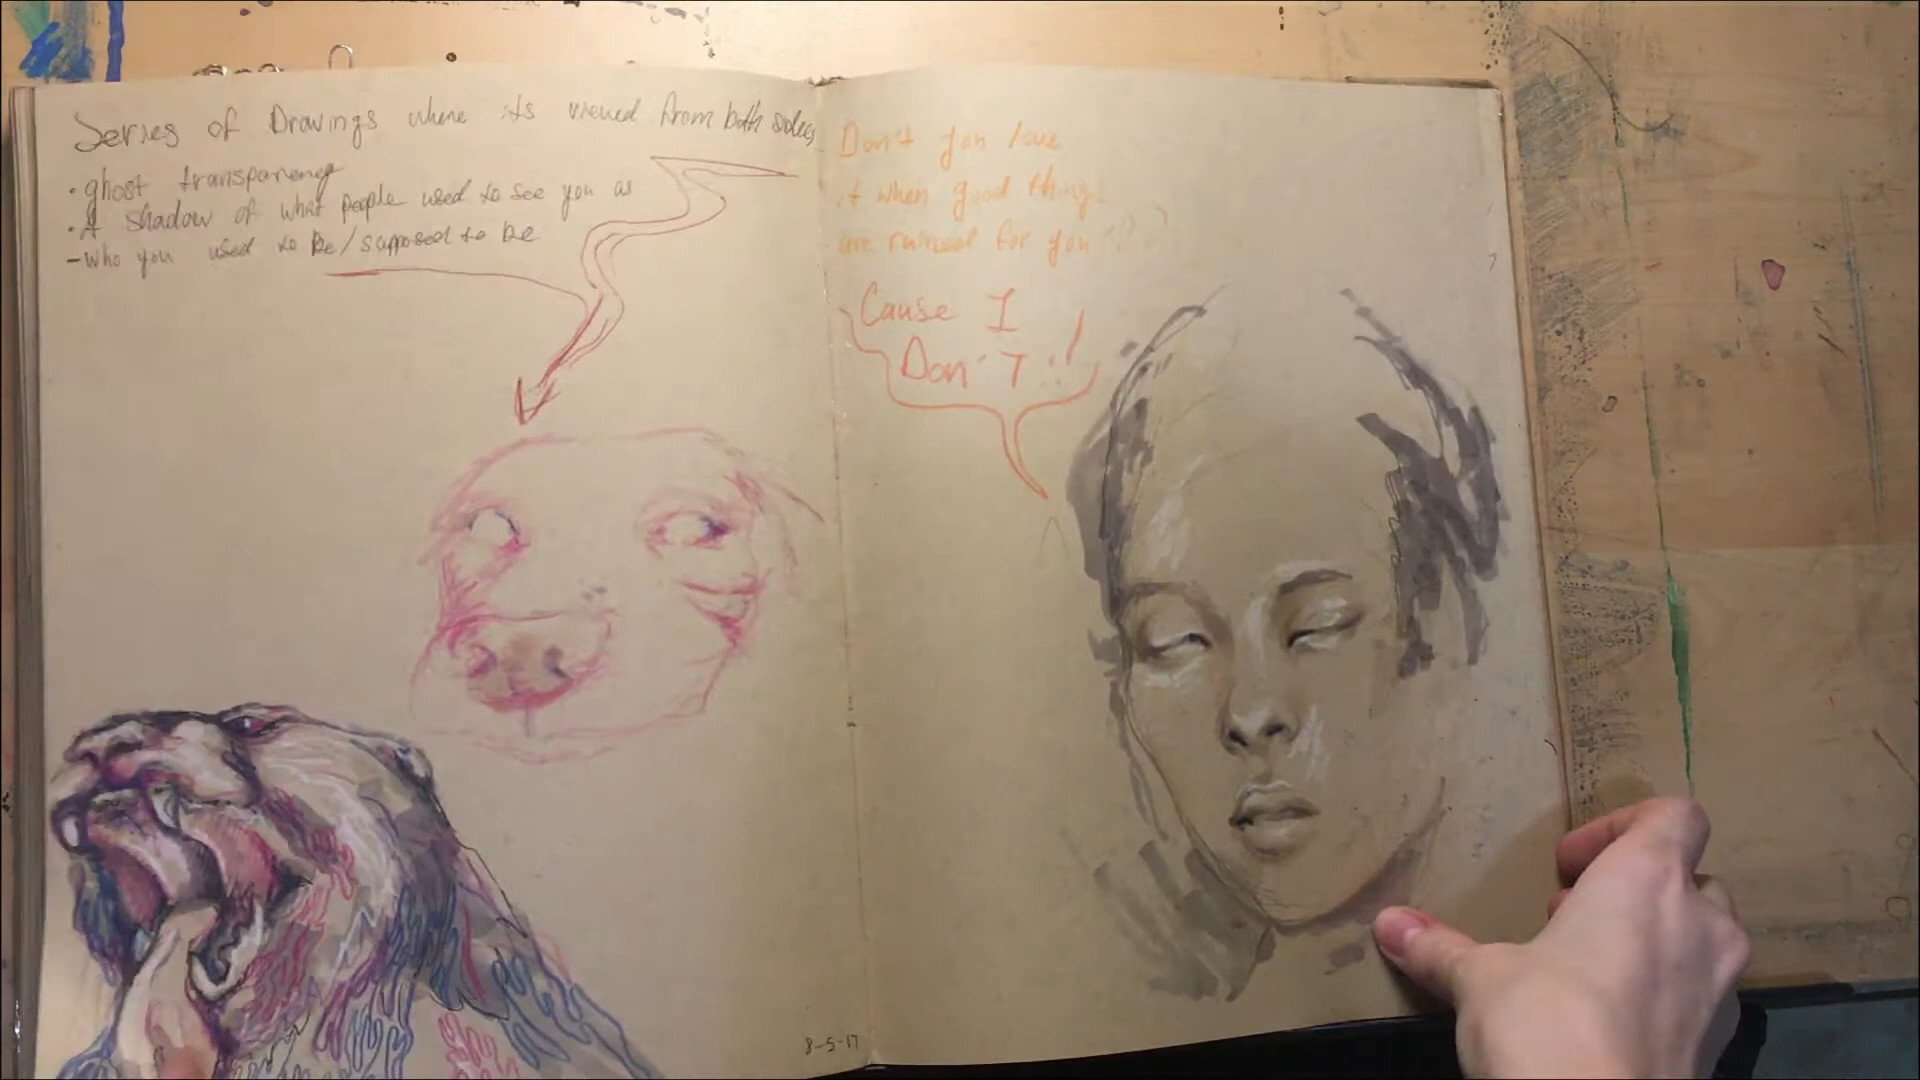 Series of Drawings where its viewed from both sides
• ghost transparency
• A shadow of what people used to see you as
- who you used to be/supposed to be
8-5-17
Don't you love
it when good things
are ruined for you
Cause I
Don'T !!